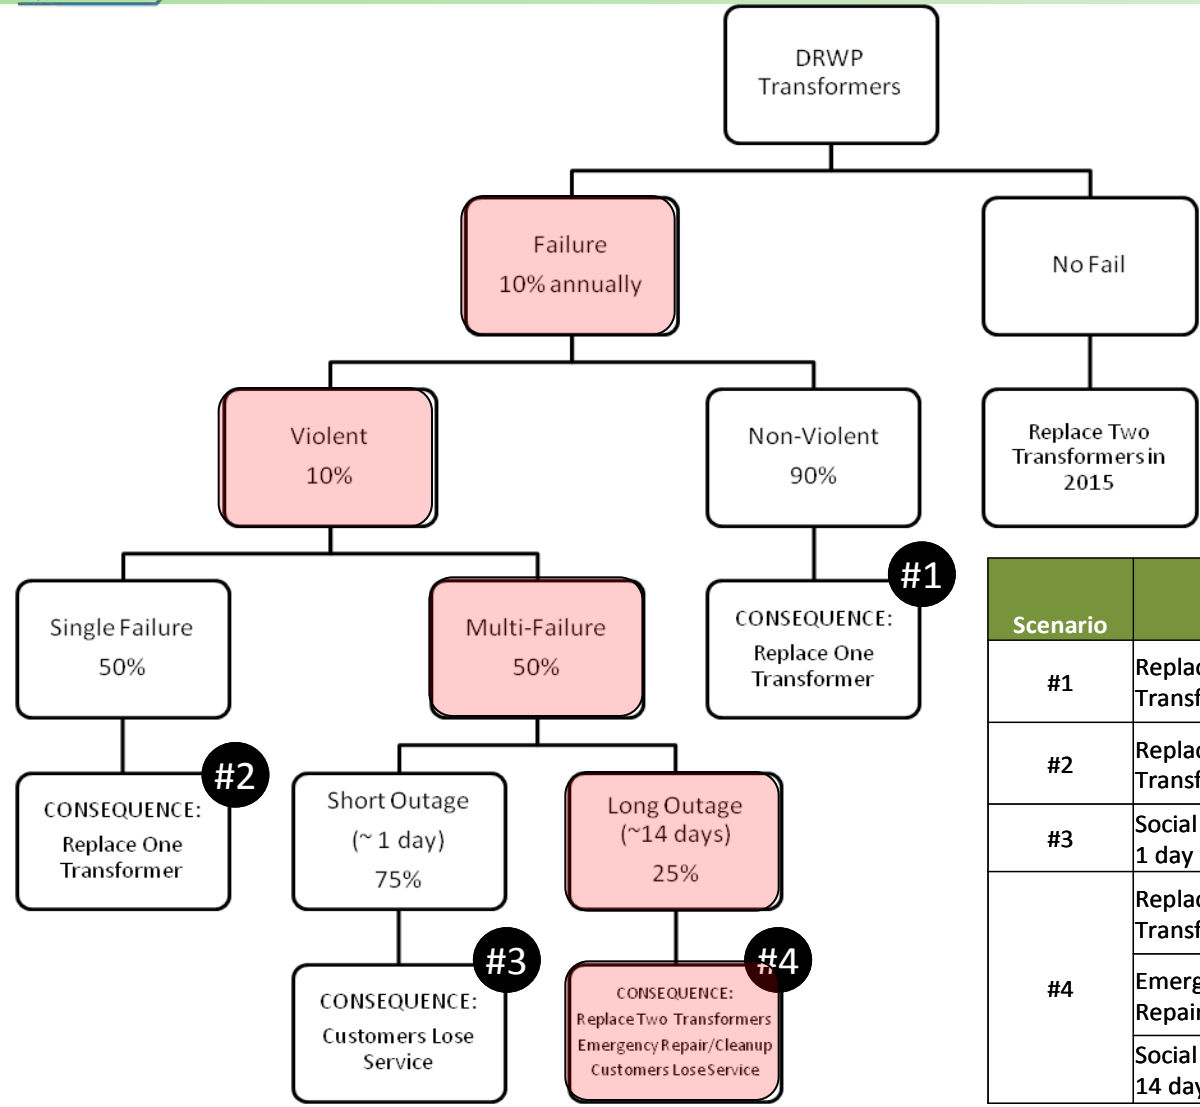 DRWP
Transformers
Failure
10% annually
No Fail
Violent
10%
Non-Violent
90%
Replace Two
Transformers in
2015
Single Failure
50%
Multi-Failure
50%
#1
CONSEQUENCE:
Replace One
Transformer
#2
CONSEQUENCE:
Replace One
Transformer
Short Outage
(~ 1 day)
75%
Long Outage
(~14 days)
25%
#3
CONSEQUENCE:
Customers Lose
Service
#4
CONSEQUENCE:
Replace Two Transformers
Emergency Repair/Cleanup
Customers Lose Service
Scenario
#1
#2
#3
Social
1 day
#4
Social